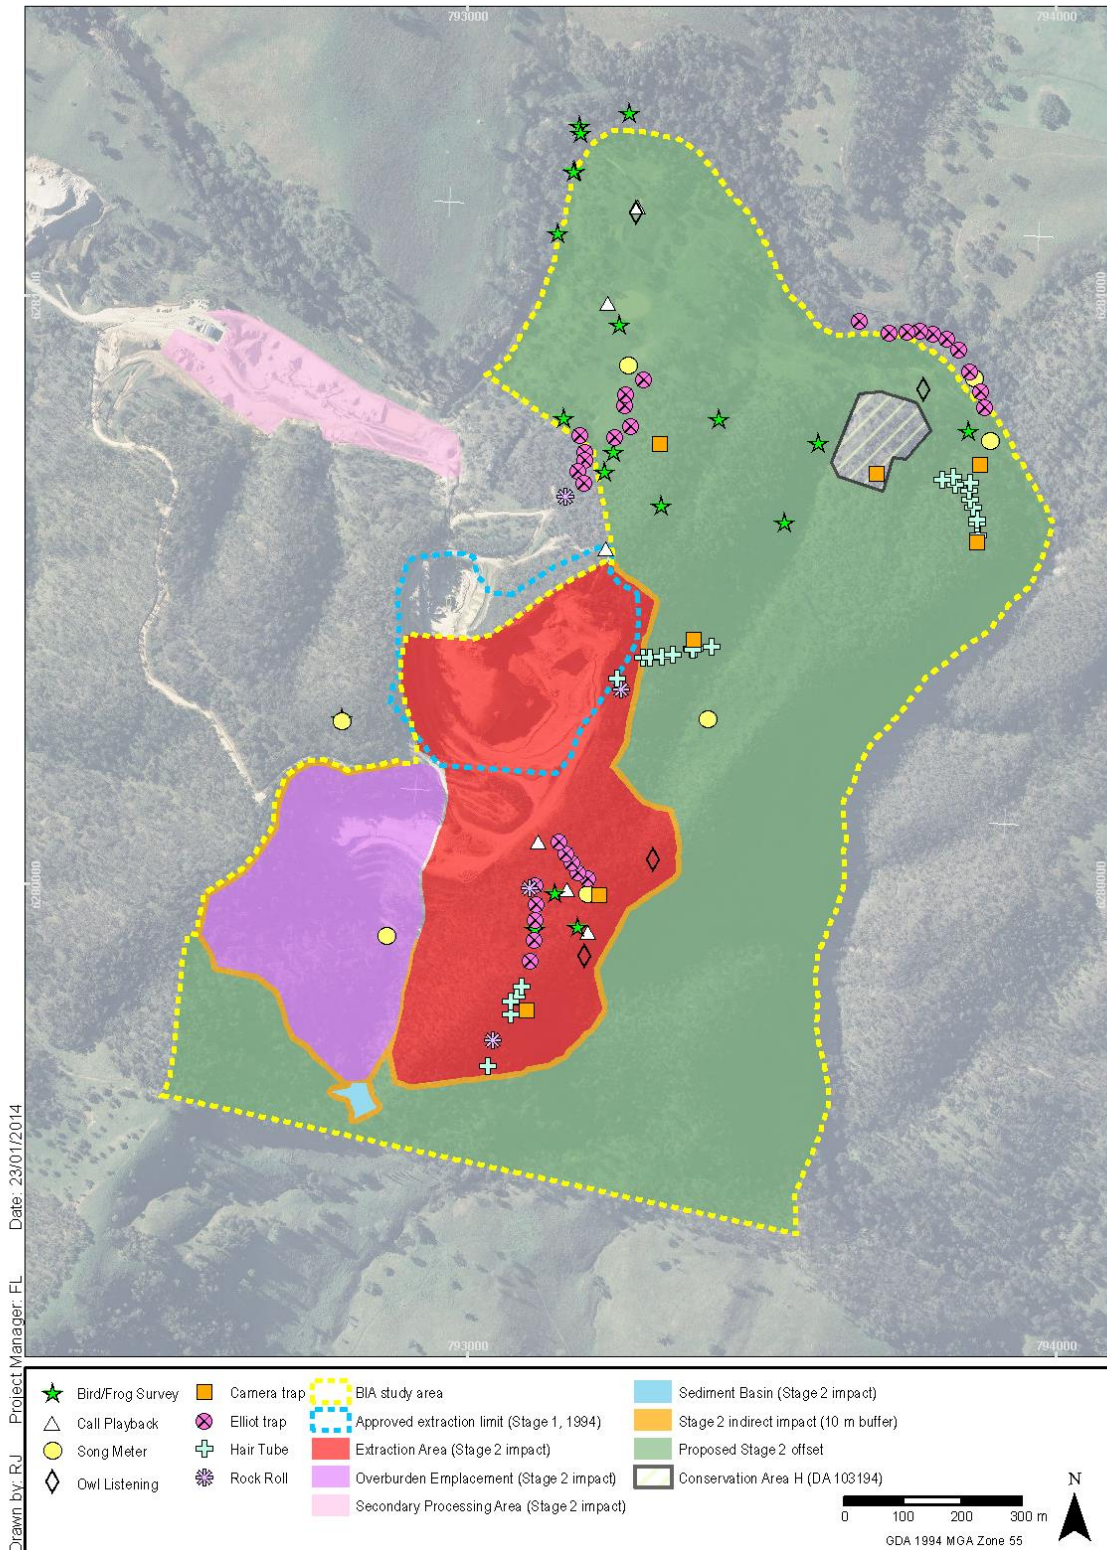 793000
794000
6281000
6281000
6280000
6280000
793000
794000
Drawn by: RJ Project Manager: FL Date: 23/01/2014
Bird/Frog Survey
Call Playback
Song Meter
Owl Listening
Camera trap
Elliot trap
Hair Tube
Rock Roll
BIA study area
Approved extraction limit (Stage 1, 1994)
Extraction Area (Stage 2 impact)
Overburden Emplacement (Stage 2 impact)
Secondary Processing Area (Stage 2 impact)
Sediment Basin (Stage 2 impact)
Stage 2 indirect impact (10 m buffer)
Proposed Stage 2 offset
Conservation Area H (DA 103194)
N
0 100 200 300 m
GDA 1994 MGA Zone 55